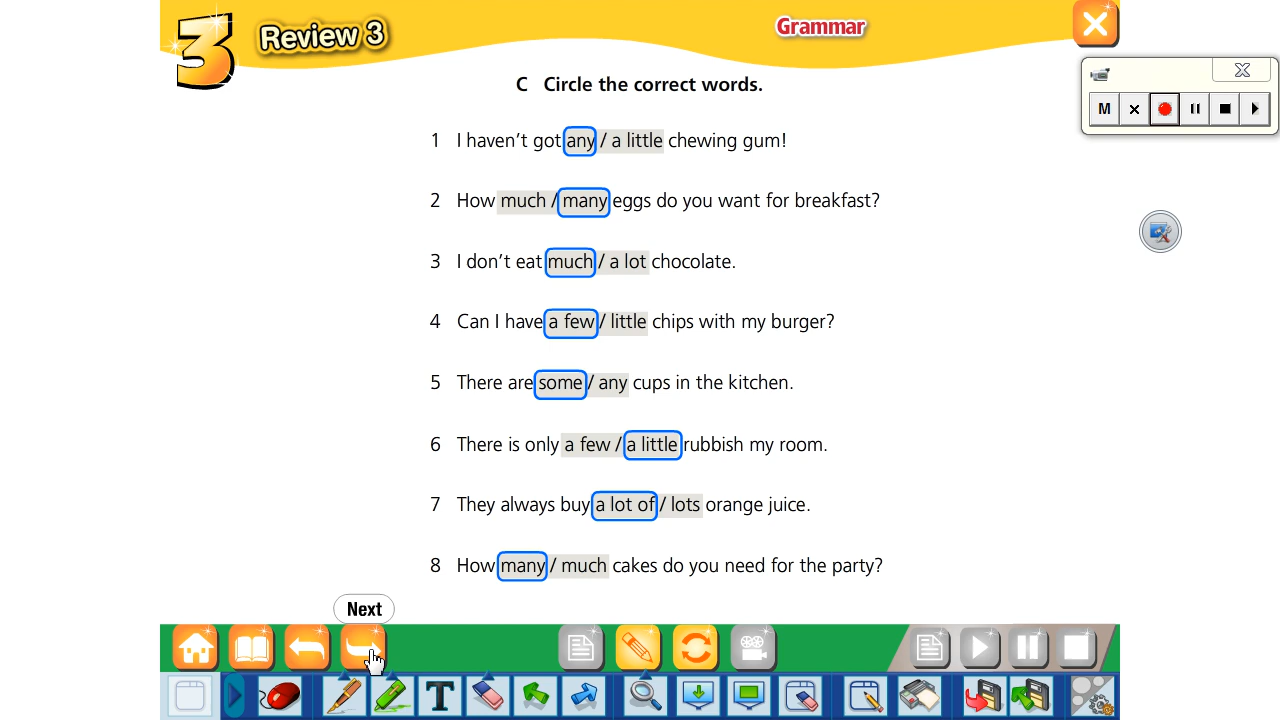 3 Review 3
Grammar
C Circle the correct words.
M
1 I haven't got any / a little chewing gum!
2 How much / many eggs do you want for breakfast?
3 I don't eat much / a lot chocolate.
4 Can I have a few / little chips with my burger?
5 There are some / any cups in the kitchen.
6 There is only a few / a little rubbish my room.
7 They always buy a lot of / lots orange juice.
8 How many / much cakes do you need for the party?
Next
T